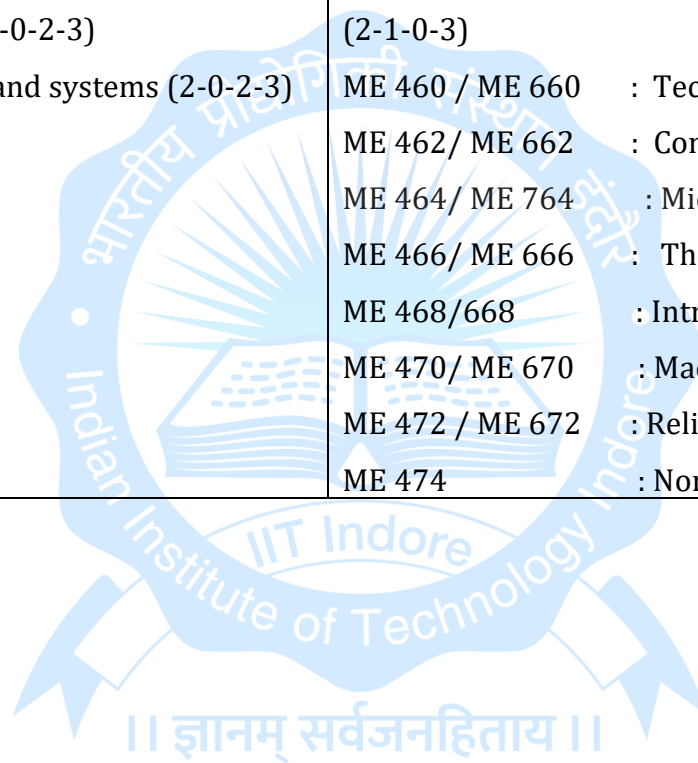 -0-2-3)
and systems (2-0-2-3)
(2-1-0-3)
ME 460 / ME 660 : Tec
ME 462/ ME 662 : Con
ME 464/ ME 764 : Mic
ME 466/ ME 666 : Th
ME 468/668 : Intr
ME 470/ ME 670 : Mac
ME 472 / ME 672 : Reli
ME 474 : Non
भारतीय प्रौद्योगिकी संस्थान इंदौर
Indian Institute of Technology Indore
IIT Indore
।। ज्ञानम् सर्वजनहिताय ।।